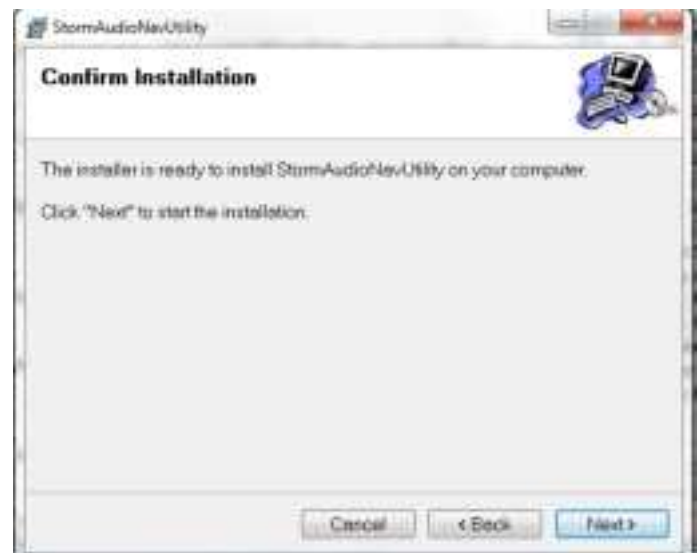 StormAudioNavUtility
Confirm Installation
The installer is ready to install StormAudioNavUtility on your computer.
Click "Next" to start the installation.
Cancel
< Back
Next >